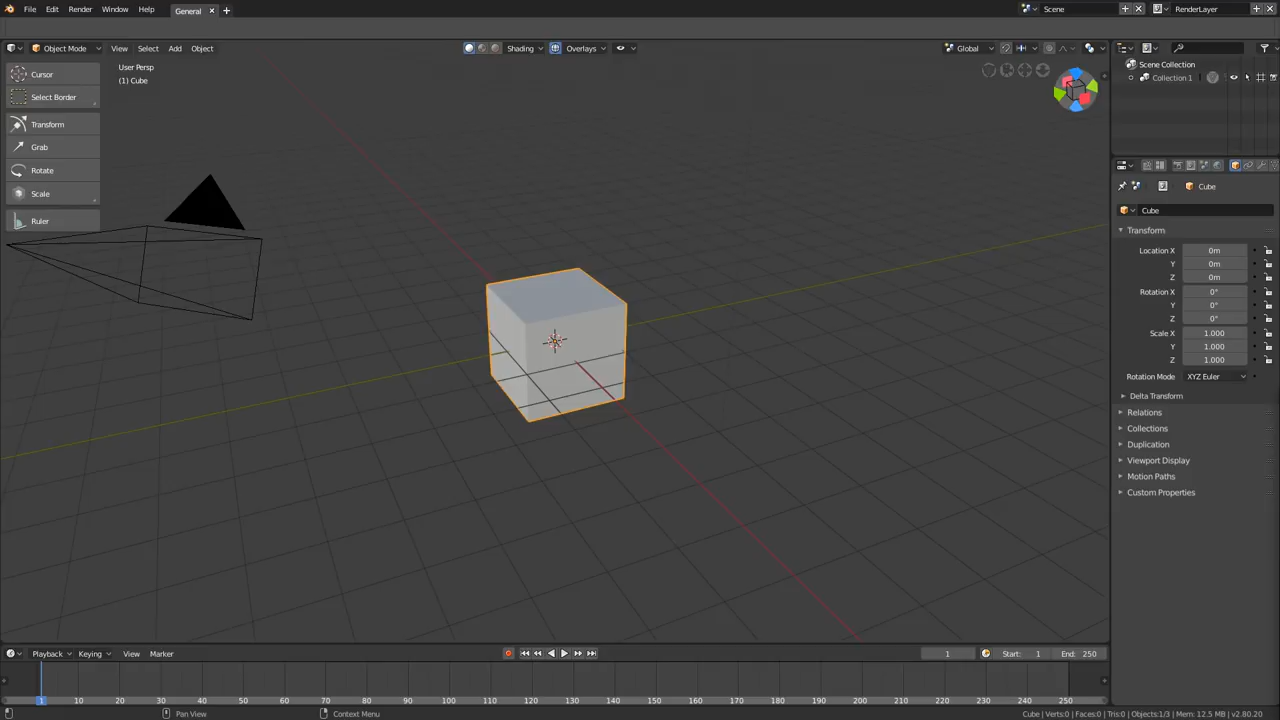 File Edit Render Window Help General Scene RenderLayer
Object Mode View Select Add Object Shading Overlays Global
User Persp
(1) Cube
Cursor
Select Border
Transform
Grab
Rotate
Scale
Ruler
Scene Collection
Collection 1
Cube
Cube
Transform
Location X 0m
Y 0m
Z 0m
Rotation X 0°
Y 0°
Z 0°
Scale X 1.000
Y 1.000
Z 1.000
Rotation Mode XYZ Euler
Delta Transform
Relations
Collections
Duplication
Viewport Display
Motion Paths
Custom Properties
Playback Keying View Marker 1 Start: 1 End: 250
1 10 20 30 40 50 60 70 80 90 100 110 120 130 140 150 160 170 180 190 200 210 220 230 240 250
Pan View Context Menu Cube | Verts:0 | Faces:0 | Tris:0 | Objects:1/3 | Mem: 12.5 MB | v2.80.20